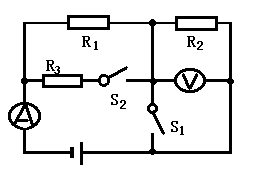 R₁ R₂
R₃ S₂ V
A S₁